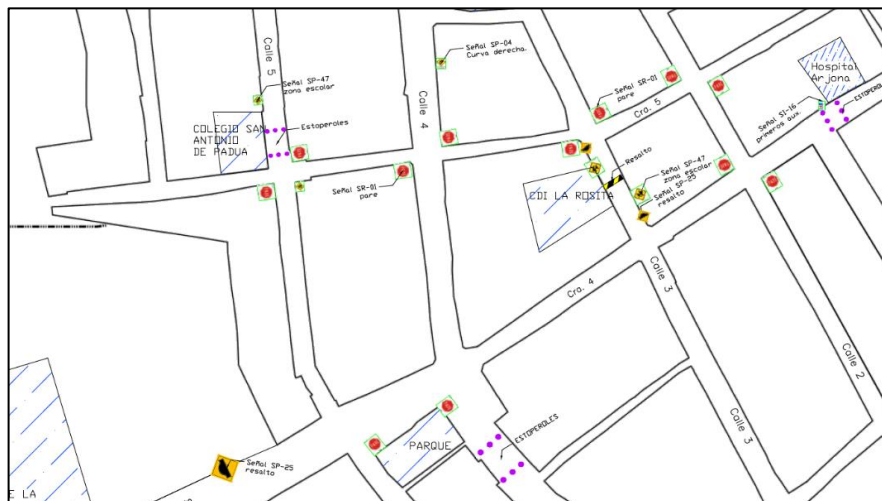 Calle 5
Señal SP-47
zona escolar
COLEGIO SAN
ANTONIO
DE PADUA
Estoperoles
Señal SR-01
pare
Calle 4
Señal SP-04
Curva derecha.
Señal SR-01
pare
Cra. 5
Hospital
Arjona
Señal SI-16
primeros aux.
Resalto
Señal SP-47
zona escolar
Señal SP-25
resalto
CDI LA ROSITA
Cra. 4
Calle 3
Calle 2
Calle 3
ESTOPEROLES
PARQUE
Señal SP-25
resalto
E LA